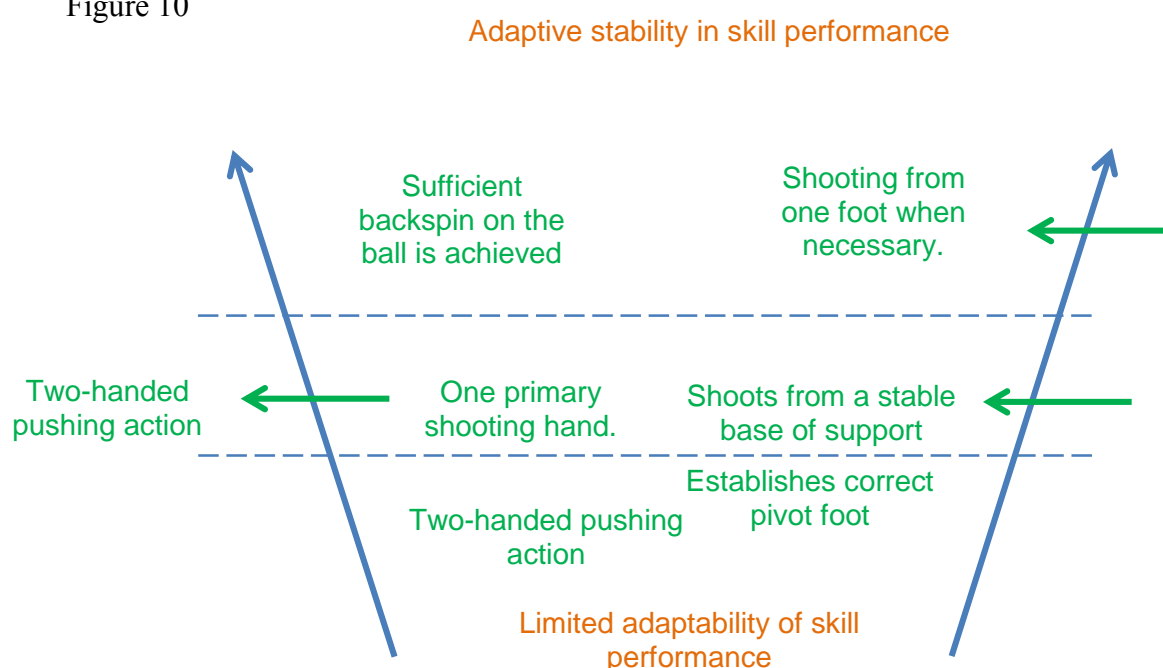 Figure 10
Adaptive stability in skill performance
Sufficient
backspin on the
ball is achieved
Shooting from
one foot when
necessary.
Two-handed
pushing action
One primary
shooting hand.
Shoots from a stable
base of support
Establishes correct
pivot foot
Two-handed pushing
action
Limited adaptability of skill
performance